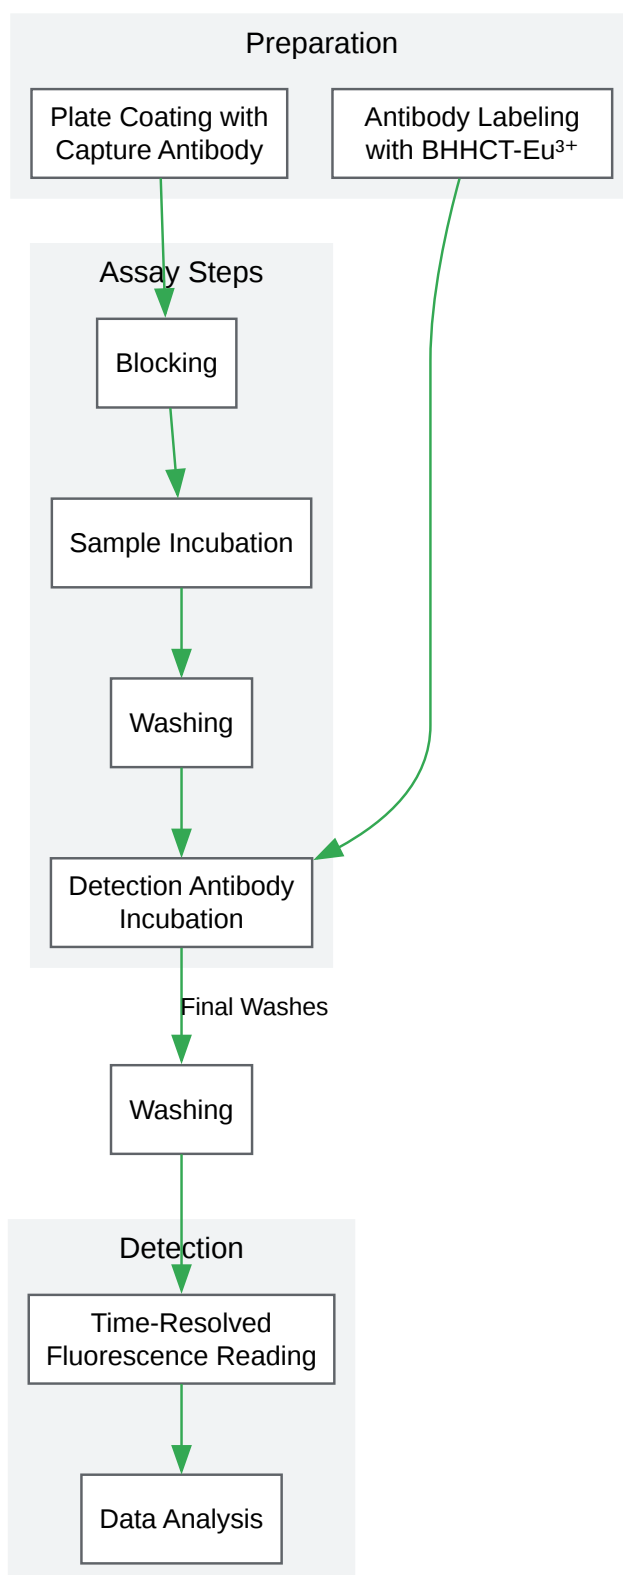 Preparation
Plate Coating with
Capture Antibody
Antibody Labeling
with BHHCT-Eu³⁺
Assay Steps
Blocking
Sample Incubation
Washing
Detection Antibody
Incubation
Final Washes
Washing
Detection
Time-Resolved
Fluorescence Reading
Data Analysis